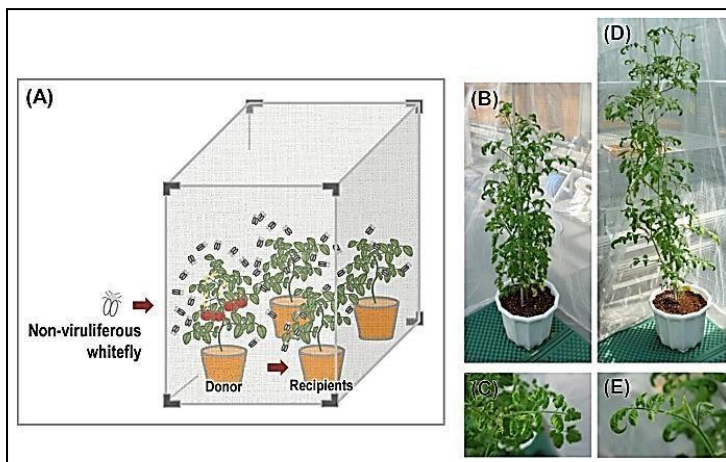 (A)
Non-viruliferous
whitefly
Donor
Recipients
(B)
(C)
(D)
(E)